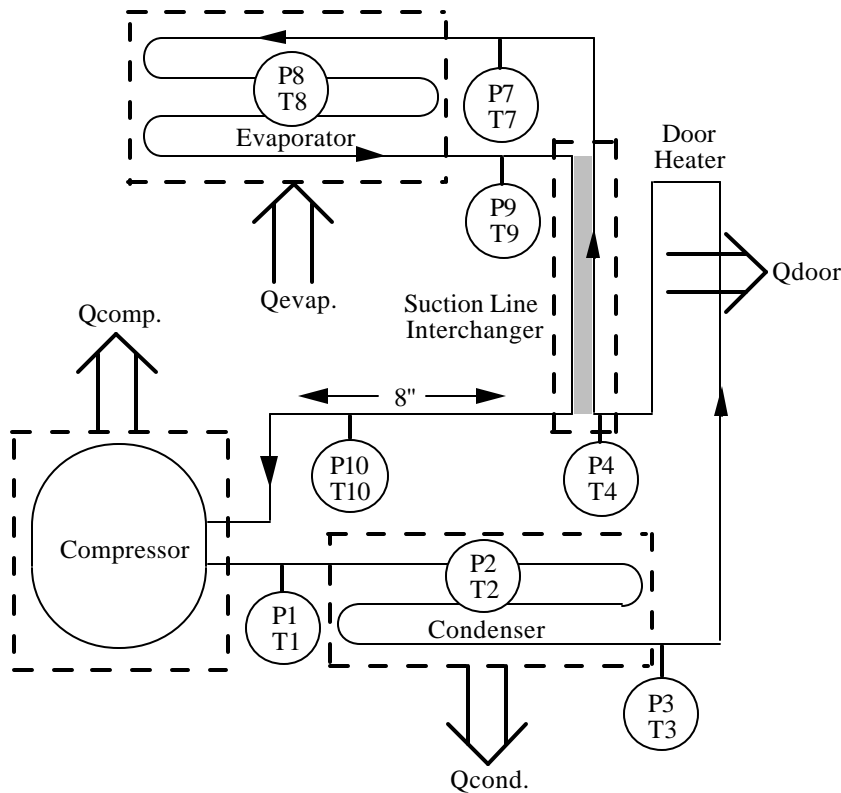 P8
T8
Evaporator
P7
T7
Door
Heater
P9
T9
Qevap.
Qcomp.
Suction Line
Interchanger
Qdoor
8"
P10
T10
P4
T4
Compressor
P2
T2
P1
T1
Condenser
P3
T3
Qcond.